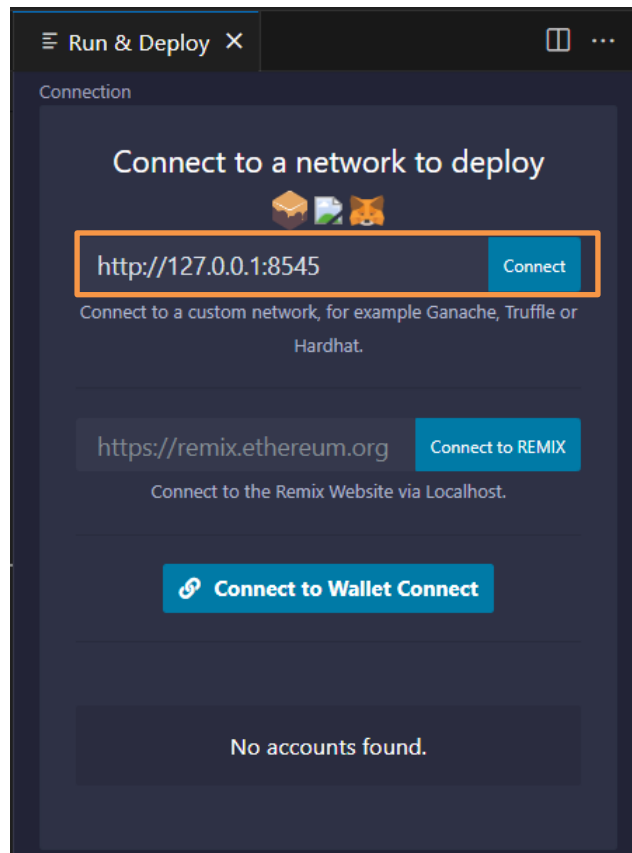 Run & Deploy
Connection
Connect to a network to deploy
http://127.0.0.1:8545 Connect
Connect to a custom network, for example Ganache, Truffle or
Hardhat.
https://remix.ethereum.org Connect to REMIX
Connect to the Remix Website via Localhost.
Connect to Wallet Connect
No accounts found.